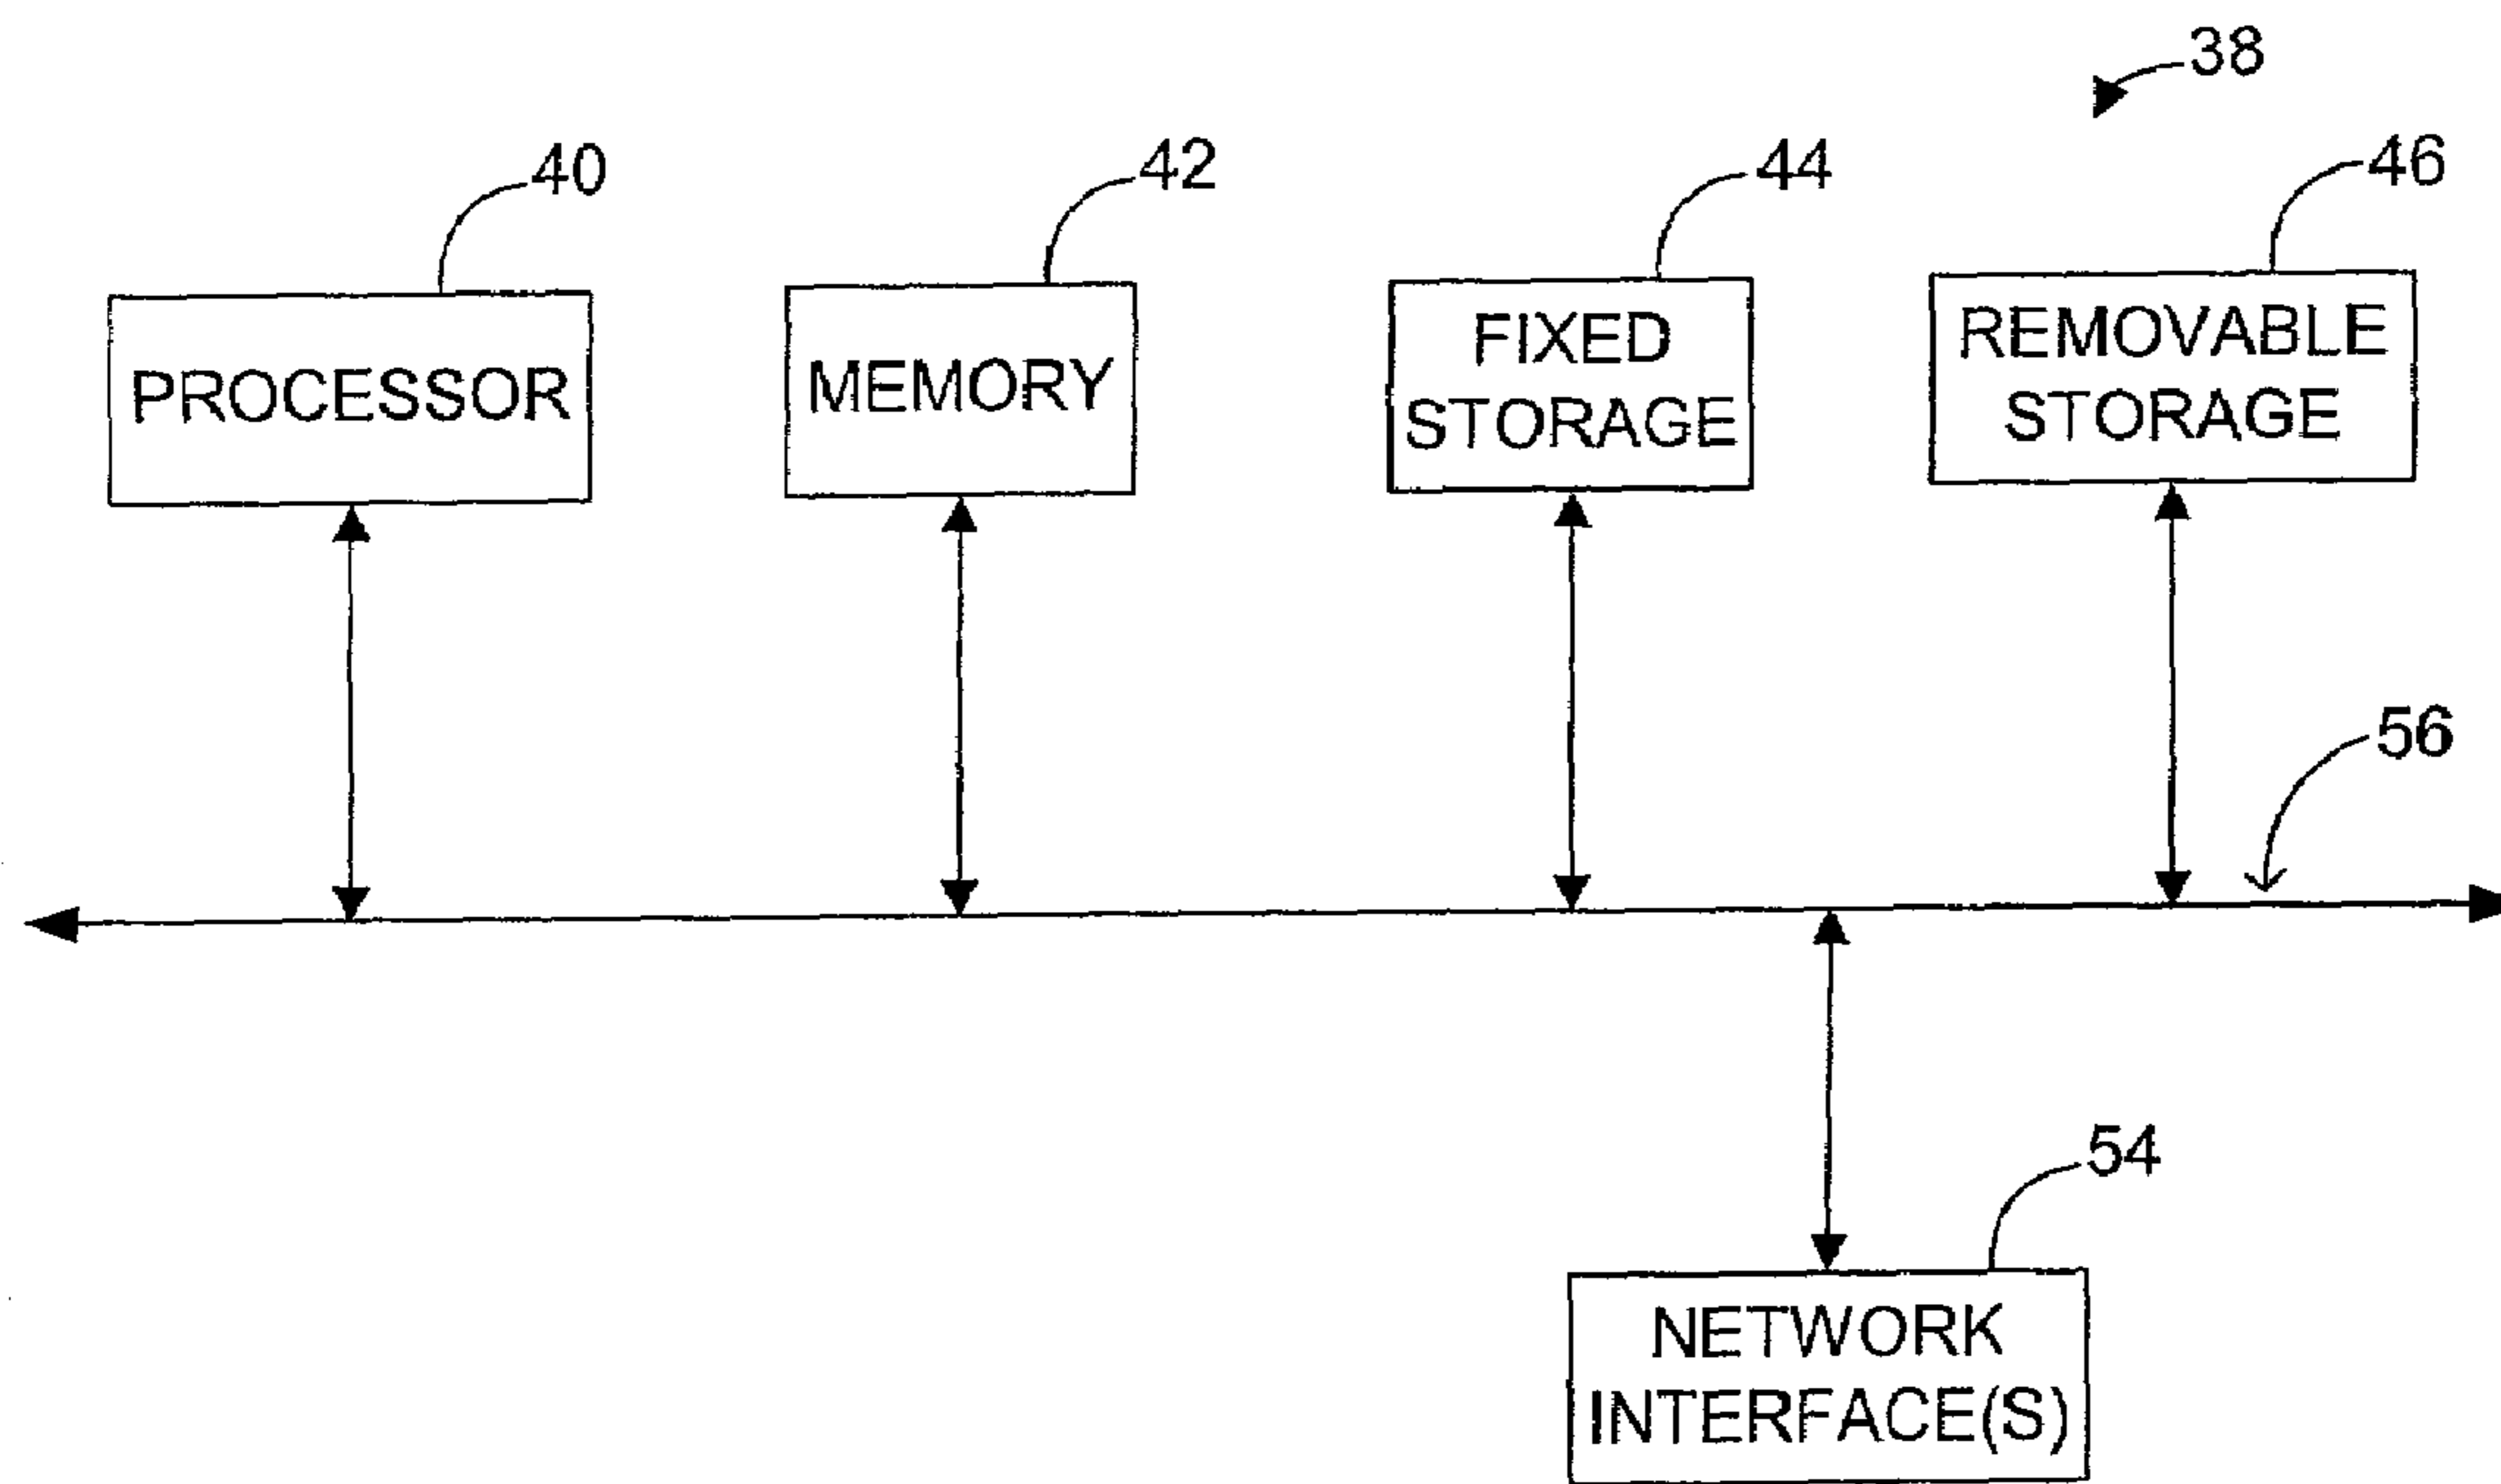 38
40
42
44
46
PROCESSOR
MEMORY
FIXED
STORAGE
REMOVABLE
STORAGE
56
54
NETWORK
INTERFACE(S)